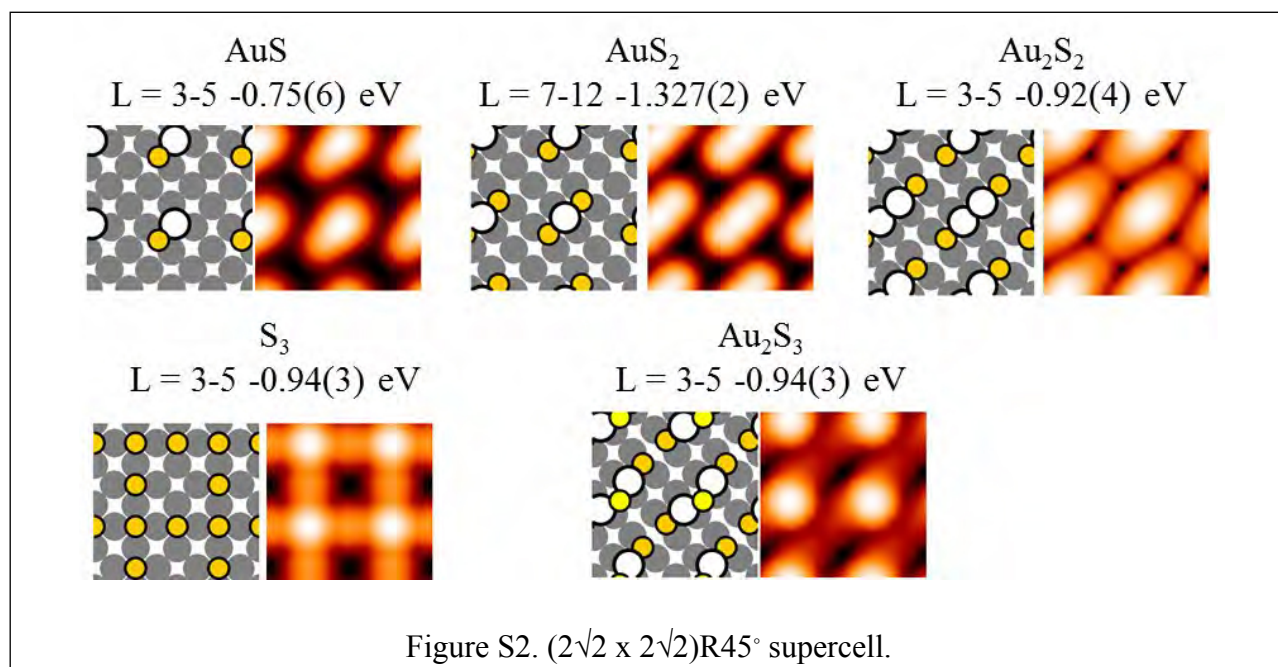 AuS
L = 3-5 -0.75(6) eV
AuS₂
L = 7-12 -1.327(2) eV
Au₂S₂
L = 3-5 -0.92(4) eV
S₃
L = 3-5 -0.94(3) eV
Au₂S₃
L = 3-5 -0.94(3) eV
Figure S2. (2√2 x 2√2)R45° supercell.